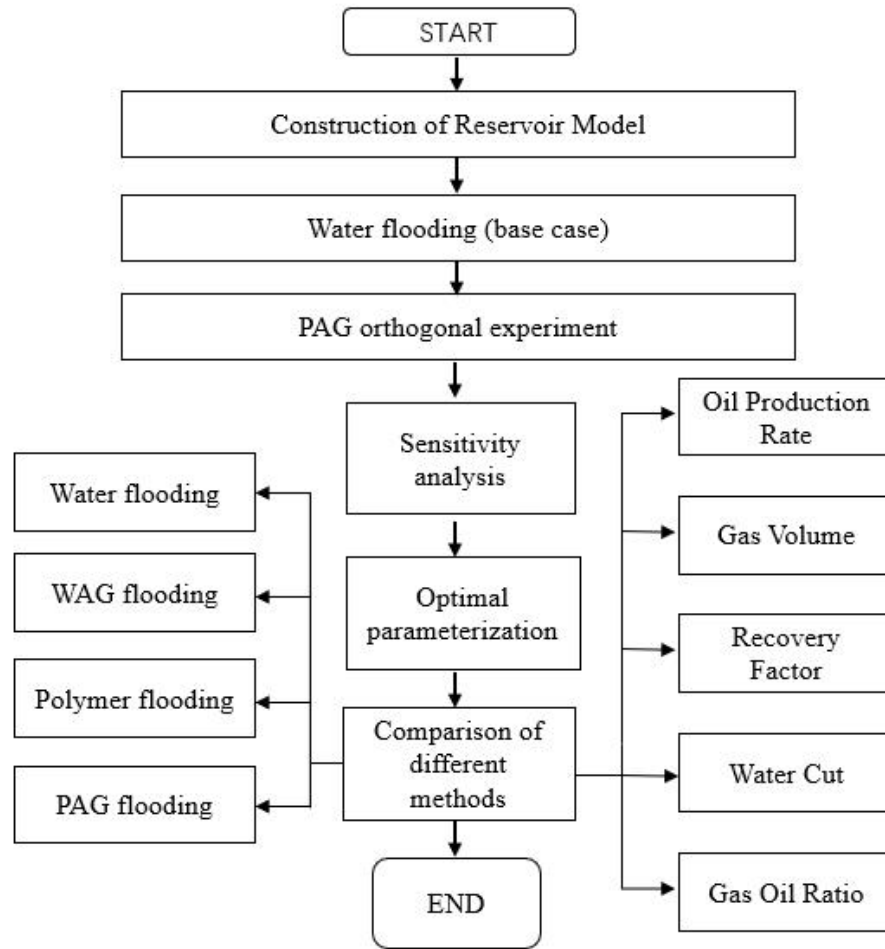 START
Construction of Reservoir Model
Water flooding (base case)
PAG orthogonal experiment
Sensitivity
analysis
Optimal
parameterization
Comparison of
different
methods
END
Water flooding
WAG flooding
Polymer flooding
PAG flooding
Oil Production
Rate
Gas Volume
Recovery
Factor
Water Cut
Gas Oil Ratio